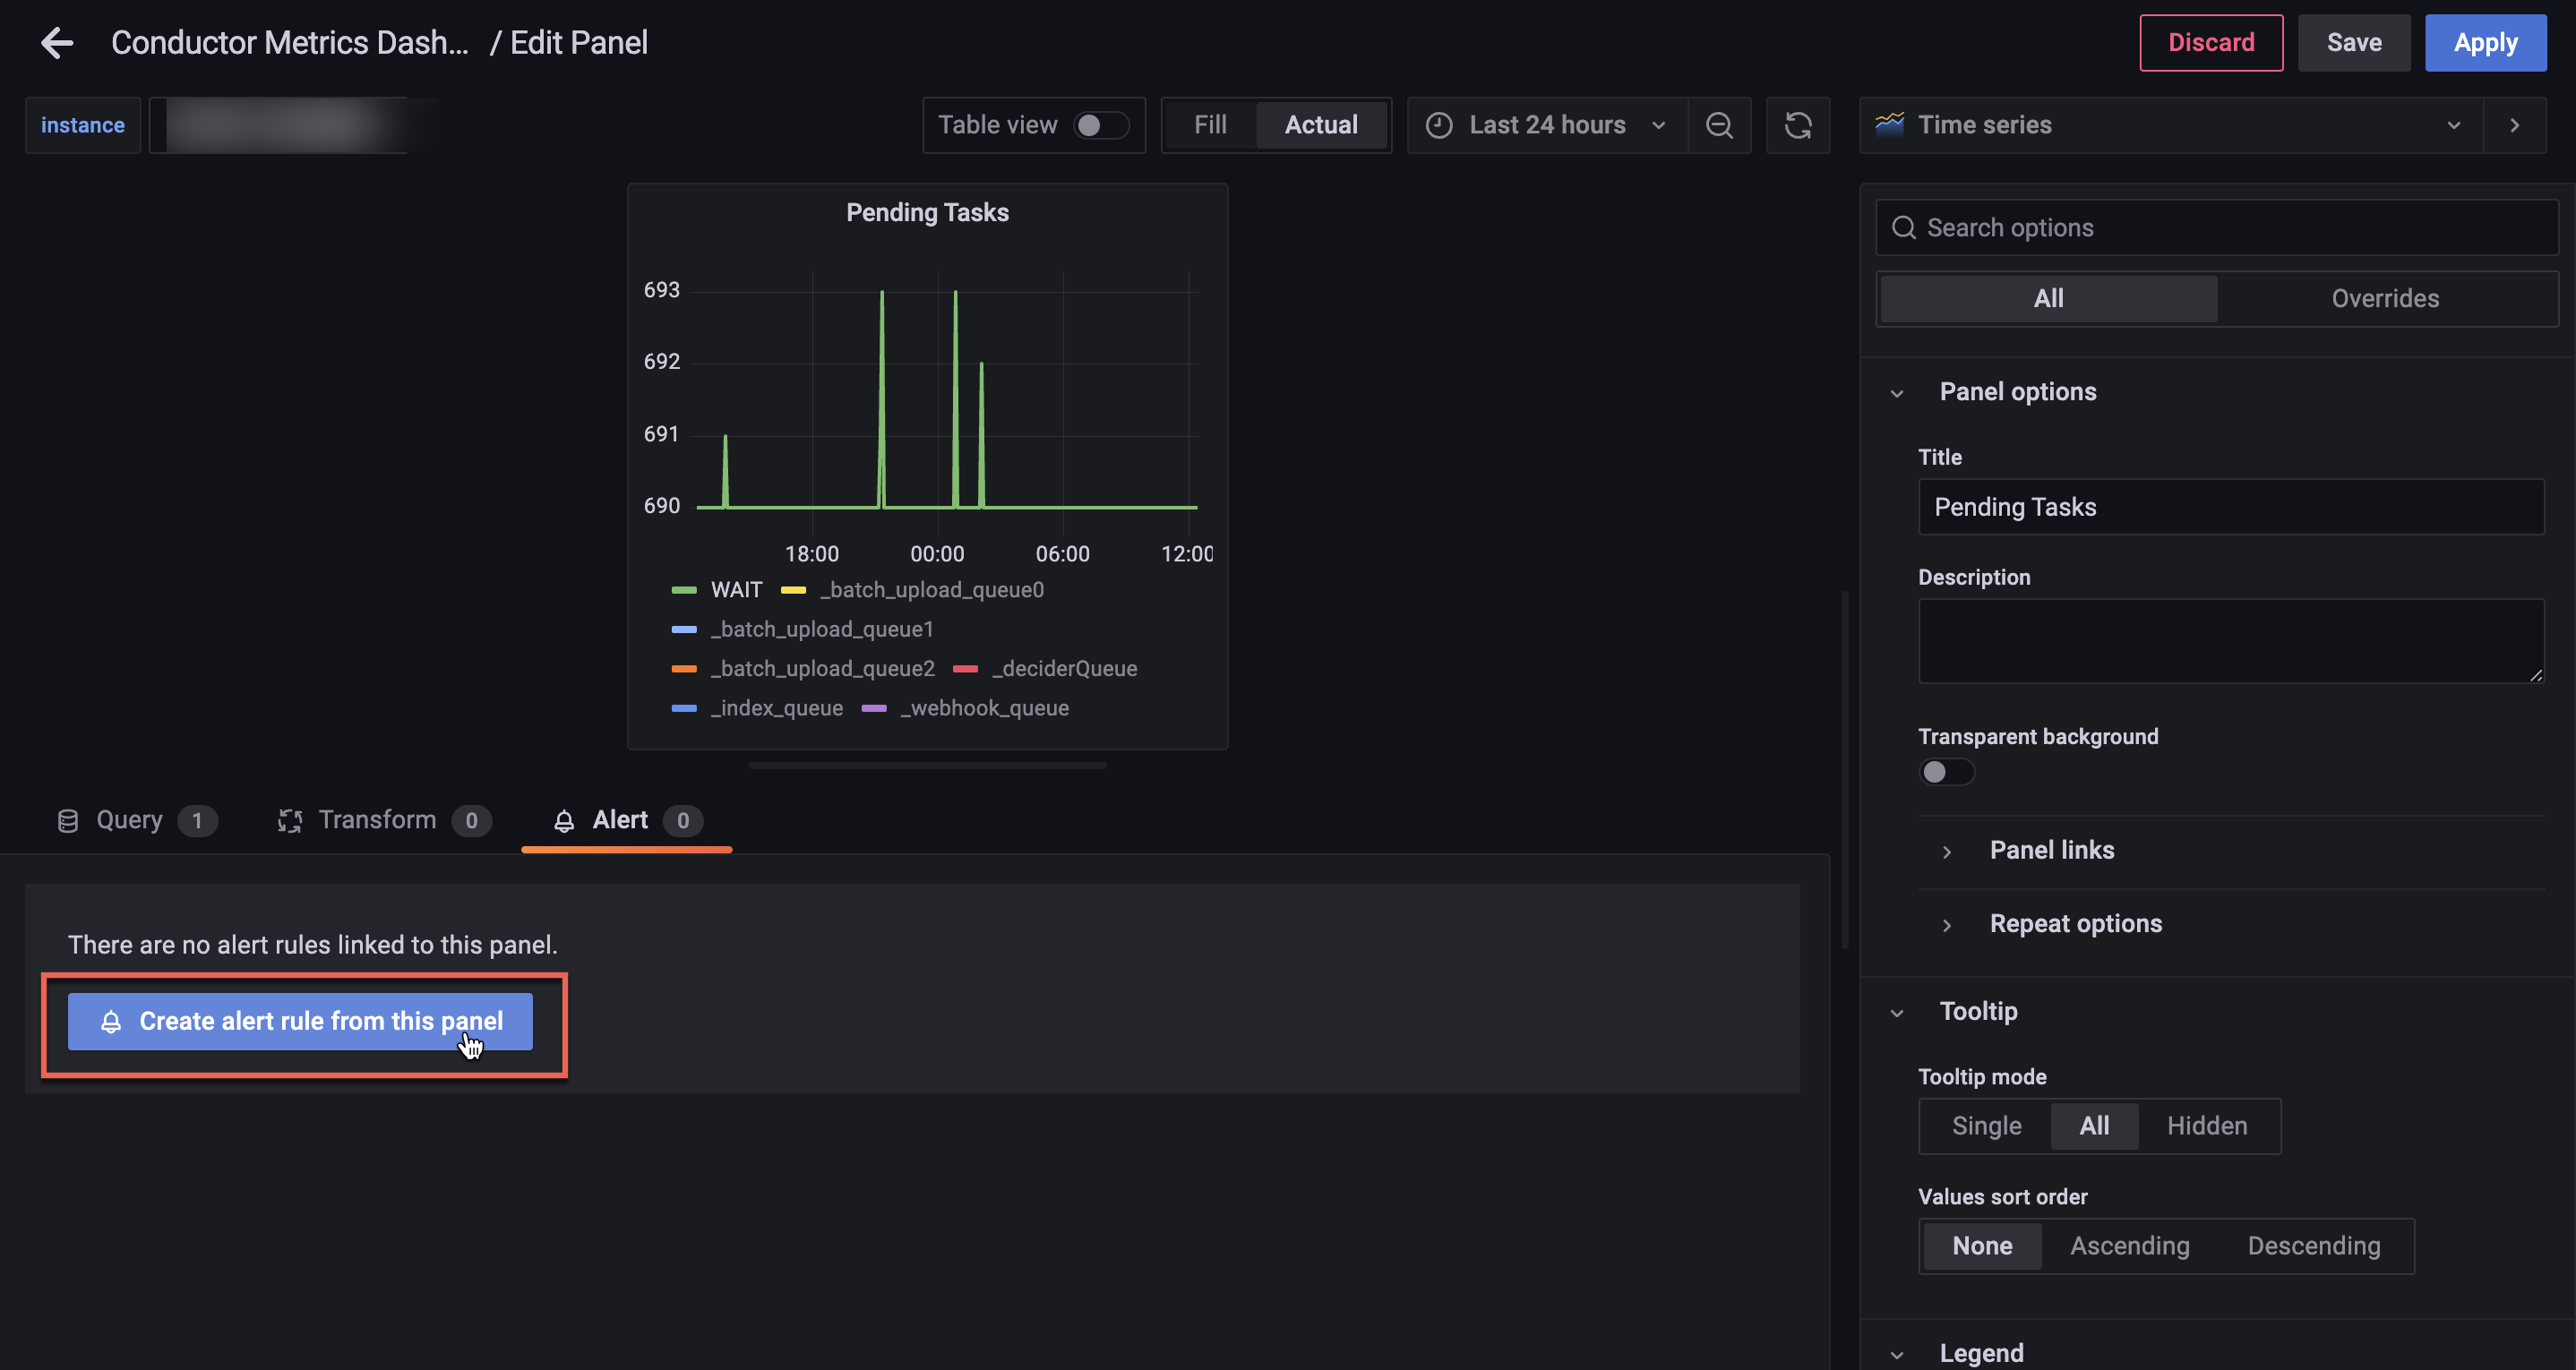 Conductor Metrics Dash... / Edit Panel
Discard Save Apply
instance
Table view Fill Actual Last 24 hours Time series
Pending Tasks
693
692
691
690
18:00 00:00 06:00 12:00
WAIT _batch_upload_queue0
_batch_upload_queue1
_batch_upload_queue2 _deciderQueue
_index_queue _webhook_queue
Query 1 Transform 0 Alert 0
There are no alert rules linked to this panel.
Create alert rule from this panel
Search options
All Overrides
Panel options
Title
Pending Tasks
Description
Transparent background
Panel links
Repeat options
Tooltip
Tooltip mode
Single All Hidden
Values sort order
None Ascending Descending
Legend